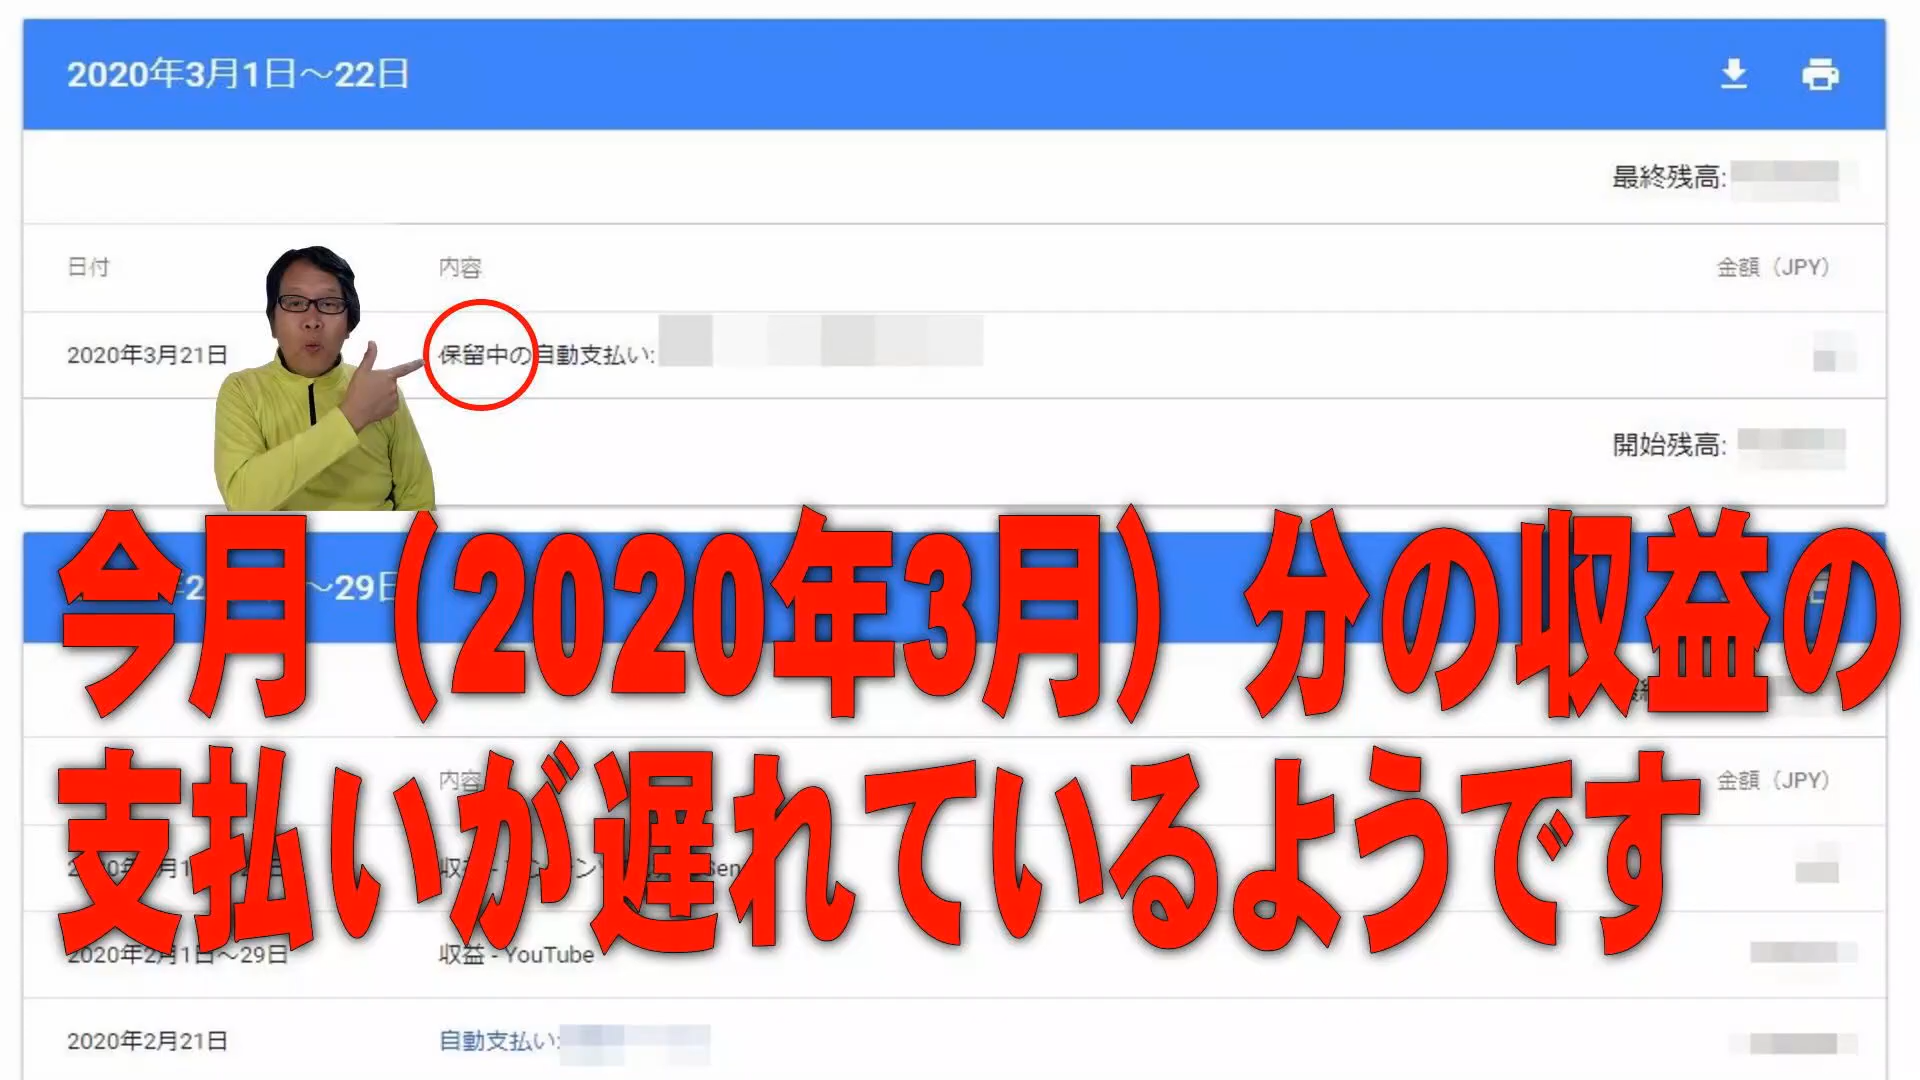 2020年3月1日～22日
最終残高:
日付 内容 金額（JPY）
2020年3月21日 保留中の自動支払い:
開始残高:
今月（2020年3月）分の収益の
支払いが遅れているようです
～29日
内容 金額（JPY）
2020年2月1日～29日 収益 - YouTube
2020年2月21日 自動支払い: